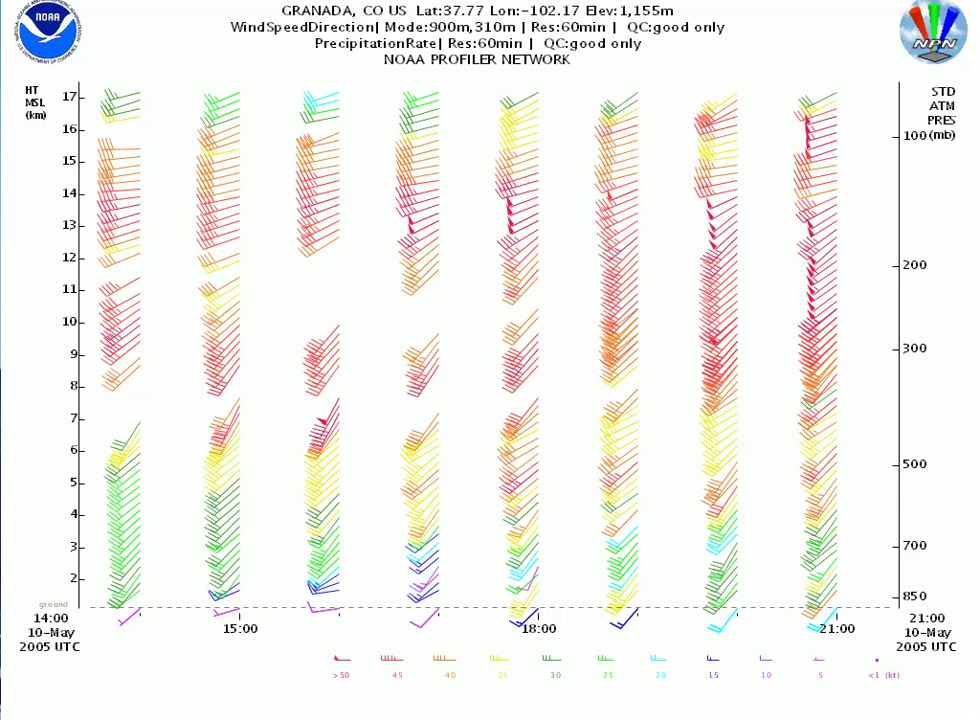 GRANADA, CO US Lat:37.77 Lon:-102.17 Elev:1,155m
WindSpeedDirection| Mode:900m,310m | Res:60min | QC:good only
PrecipitationRate| Res:60min | QC:good only
NOAA PROFILER NETWORK
NOAA
NPN
HT
MSL
(km)
17
16
15
14
13
12
11
10
9
8
7
6
5
4
3
2
ground
STD
ATM
PRES
(mb)
100
200
300
500
700
850
14:00
10-May
2005 UTC
15:00
18:00
21:00
21:00
10-May
2005 UTC
>50 45 40 35 30 25 20 15 10 5 <1 (kt)